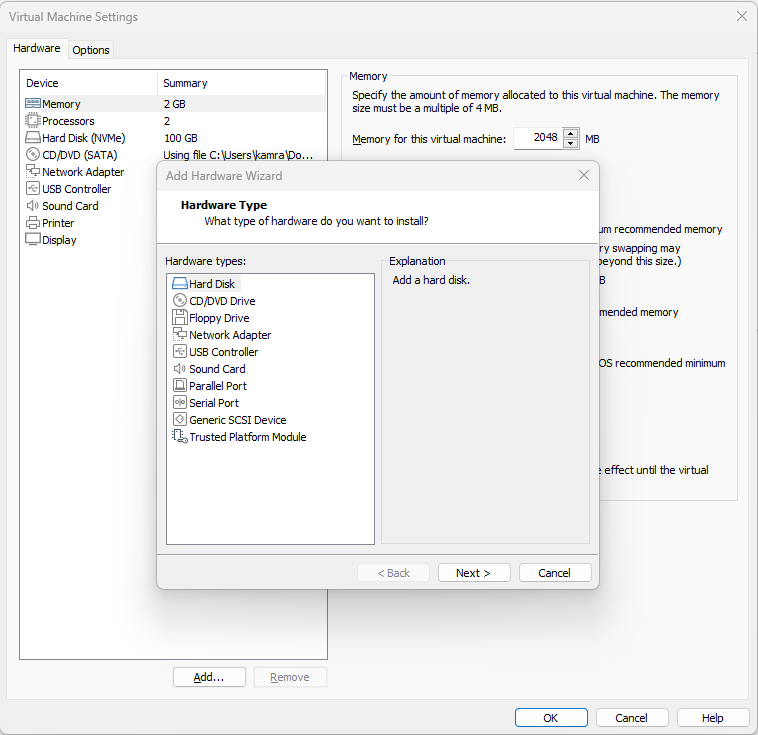 Virtual Machine Settings
Hardware Options
Device Summary
Memory 2 GB
Processors 2
Hard Disk (NVMe) 100 GB
CD/DVD (SATA) Using file C:\Users\kamra\Do...
Network Adapter
USB Controller
Sound Card
Printer
Display
Memory
Specify the amount of memory allocated to this virtual machine. The memory
size must be a multiple of 4 MB.
Memory for this virtual machine: 2048 MB
recommended memory
ry swapping may
beyond this size.)
B
mended memory
OS recommended minimum
effect until the virtual
Add Hardware Wizard
Hardware Type
What type of hardware do you want to install?
Hardware types:
Hard Disk
CD/DVD Drive
Floppy Drive
Network Adapter
USB Controller
Sound Card
Parallel Port
Serial Port
Generic SCSI Device
Trusted Platform Module
Explanation
Add a hard disk.
< Back Next > Cancel
Add... Remove
OK Cancel Help